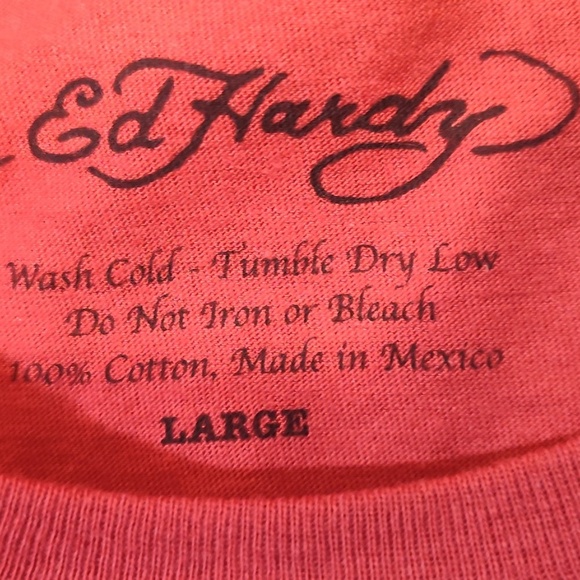 Ed Hardy
Wash Cold - Tumble Dry Low
Do Not Iron or Bleach
100% Cotton, Made in Mexico
LARGE